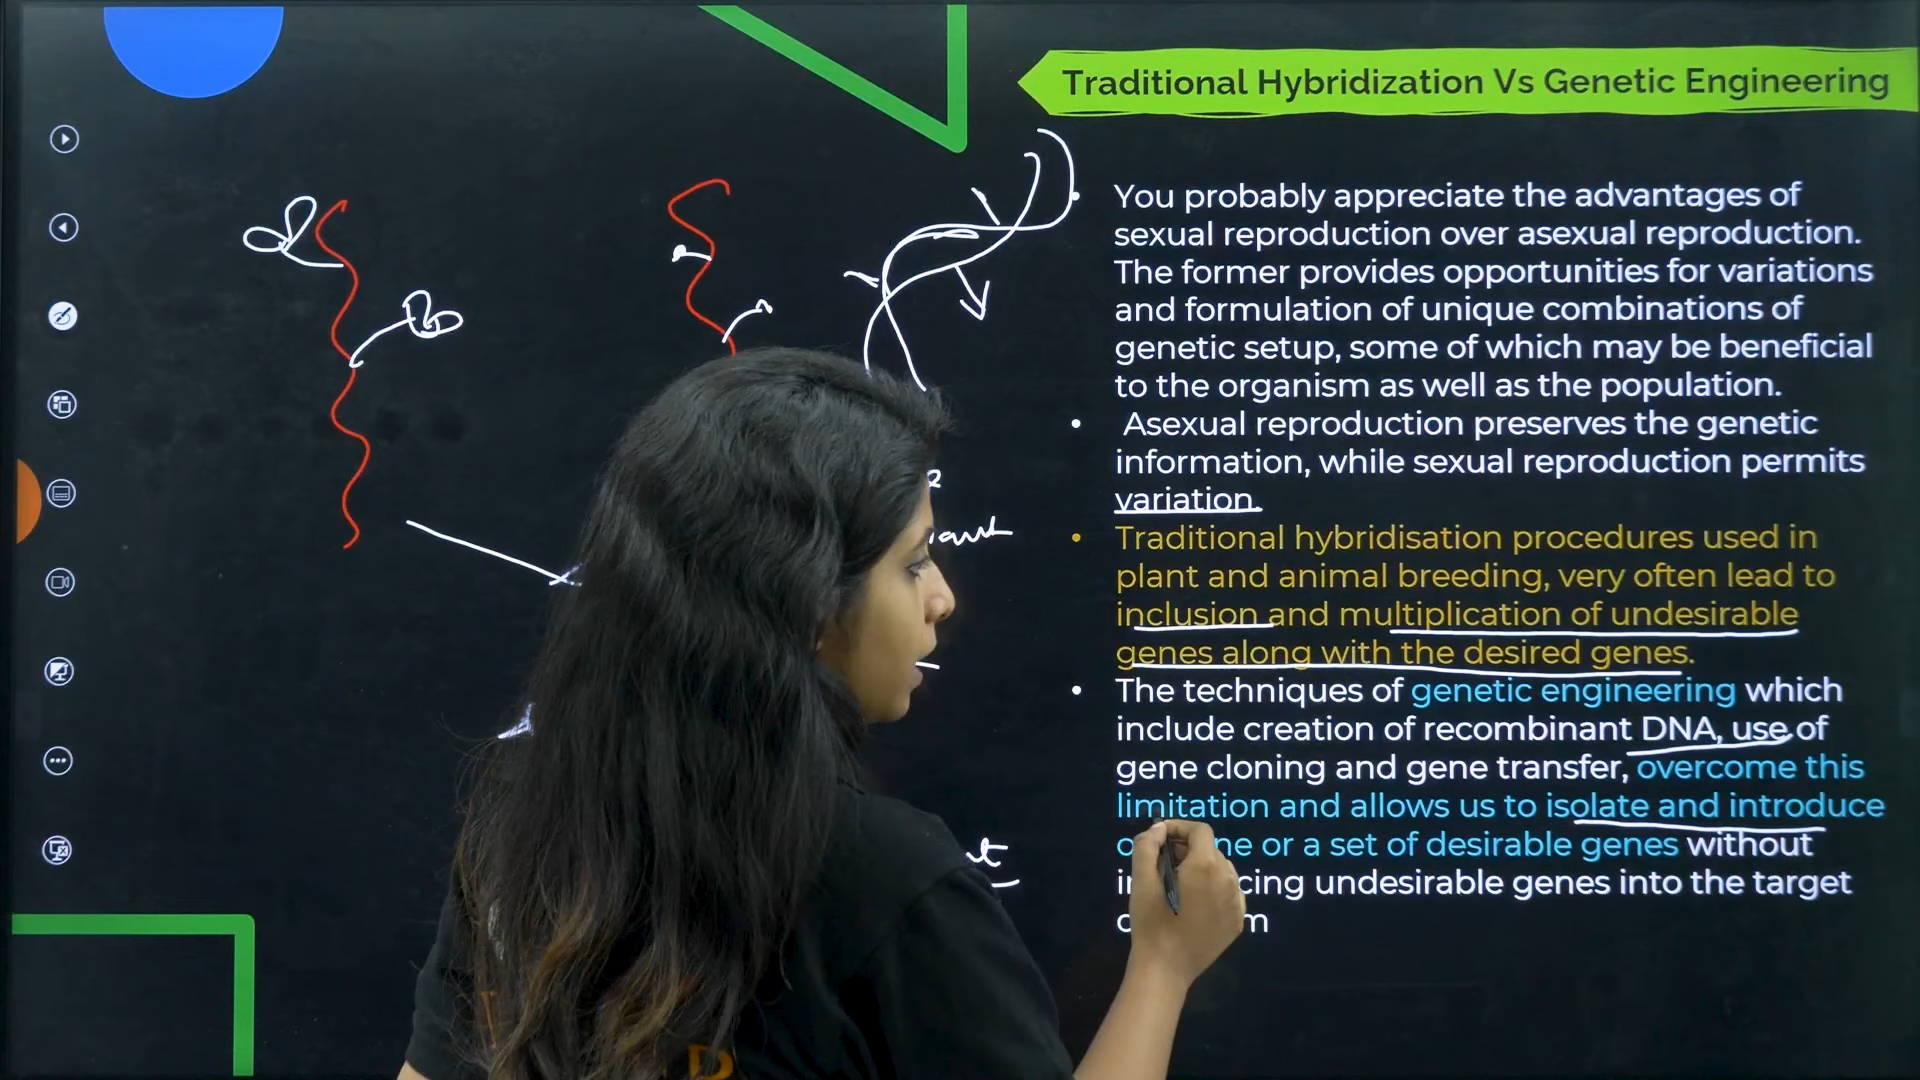 Traditional Hybridization Vs Genetic Engineering
• You probably appreciate the advantages of
sexual reproduction over asexual reproduction.
The former provides opportunities for variations
and formulation of unique combinations of
genetic setup, some of which may be beneficial
to the organism as well as the population.
• Asexual reproduction preserves the genetic
information, while sexual reproduction permits
variation.
• Traditional hybridisation procedures used in
plant and animal breeding, very often lead to
inclusion and multiplication of undesirable
genes along with the desired genes.
• The techniques of genetic engineering which
include creation of recombinant DNA, use of
gene cloning and gene transfer, overcome this
limitation and allows us to isolate and introduce
or a set of desirable genes without
undesirable genes into the target
D